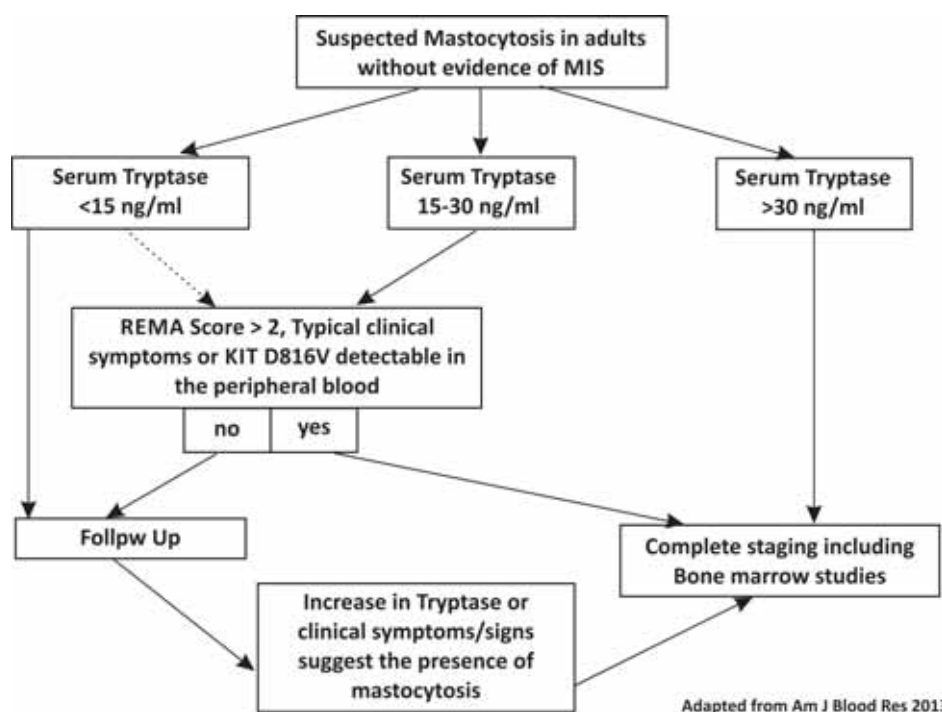 Suspected Mastocytosis in adults
without evidence of MIS
Serum Tryptase
<15 ng/ml
Serum Tryptase
15-30 ng/ml
Serum Tryptase
>30 ng/ml
REMA Score > 2, Typical clinical
symptoms or KIT D816V detectable in
the peripheral blood
no
yes
Follpw Up
Complete staging including
Bone marrow studies
Increase in Tryptase or
clinical symptoms/signs
suggest the presence of
mastocytosis
Adapted from Am J Blood Res 2013